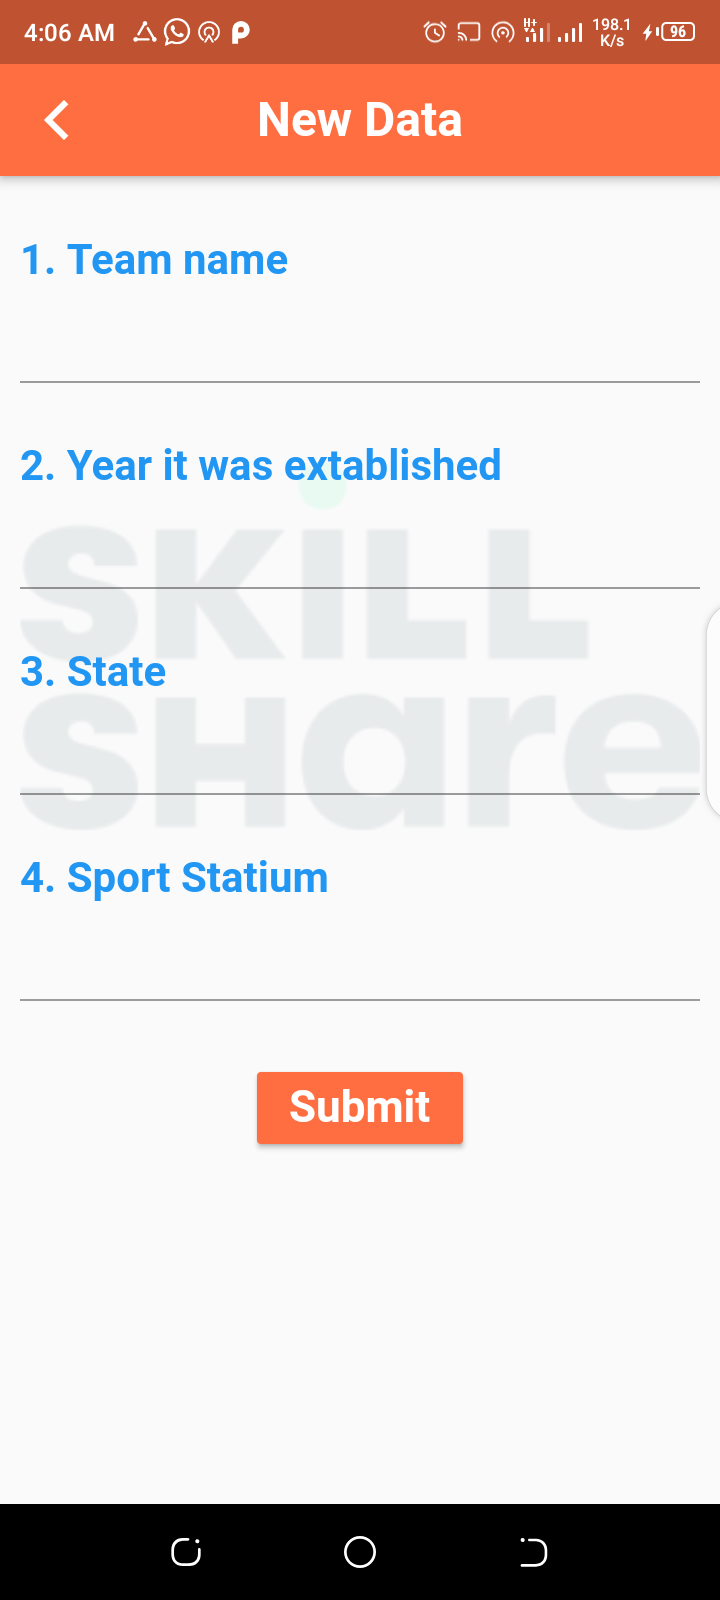 4:06 AM
H+
198.1
K/s
96
New Data
1. Team name
2. Year it was extablished
SKiLL
3. State
SHare
4. Sport Statium
Submit